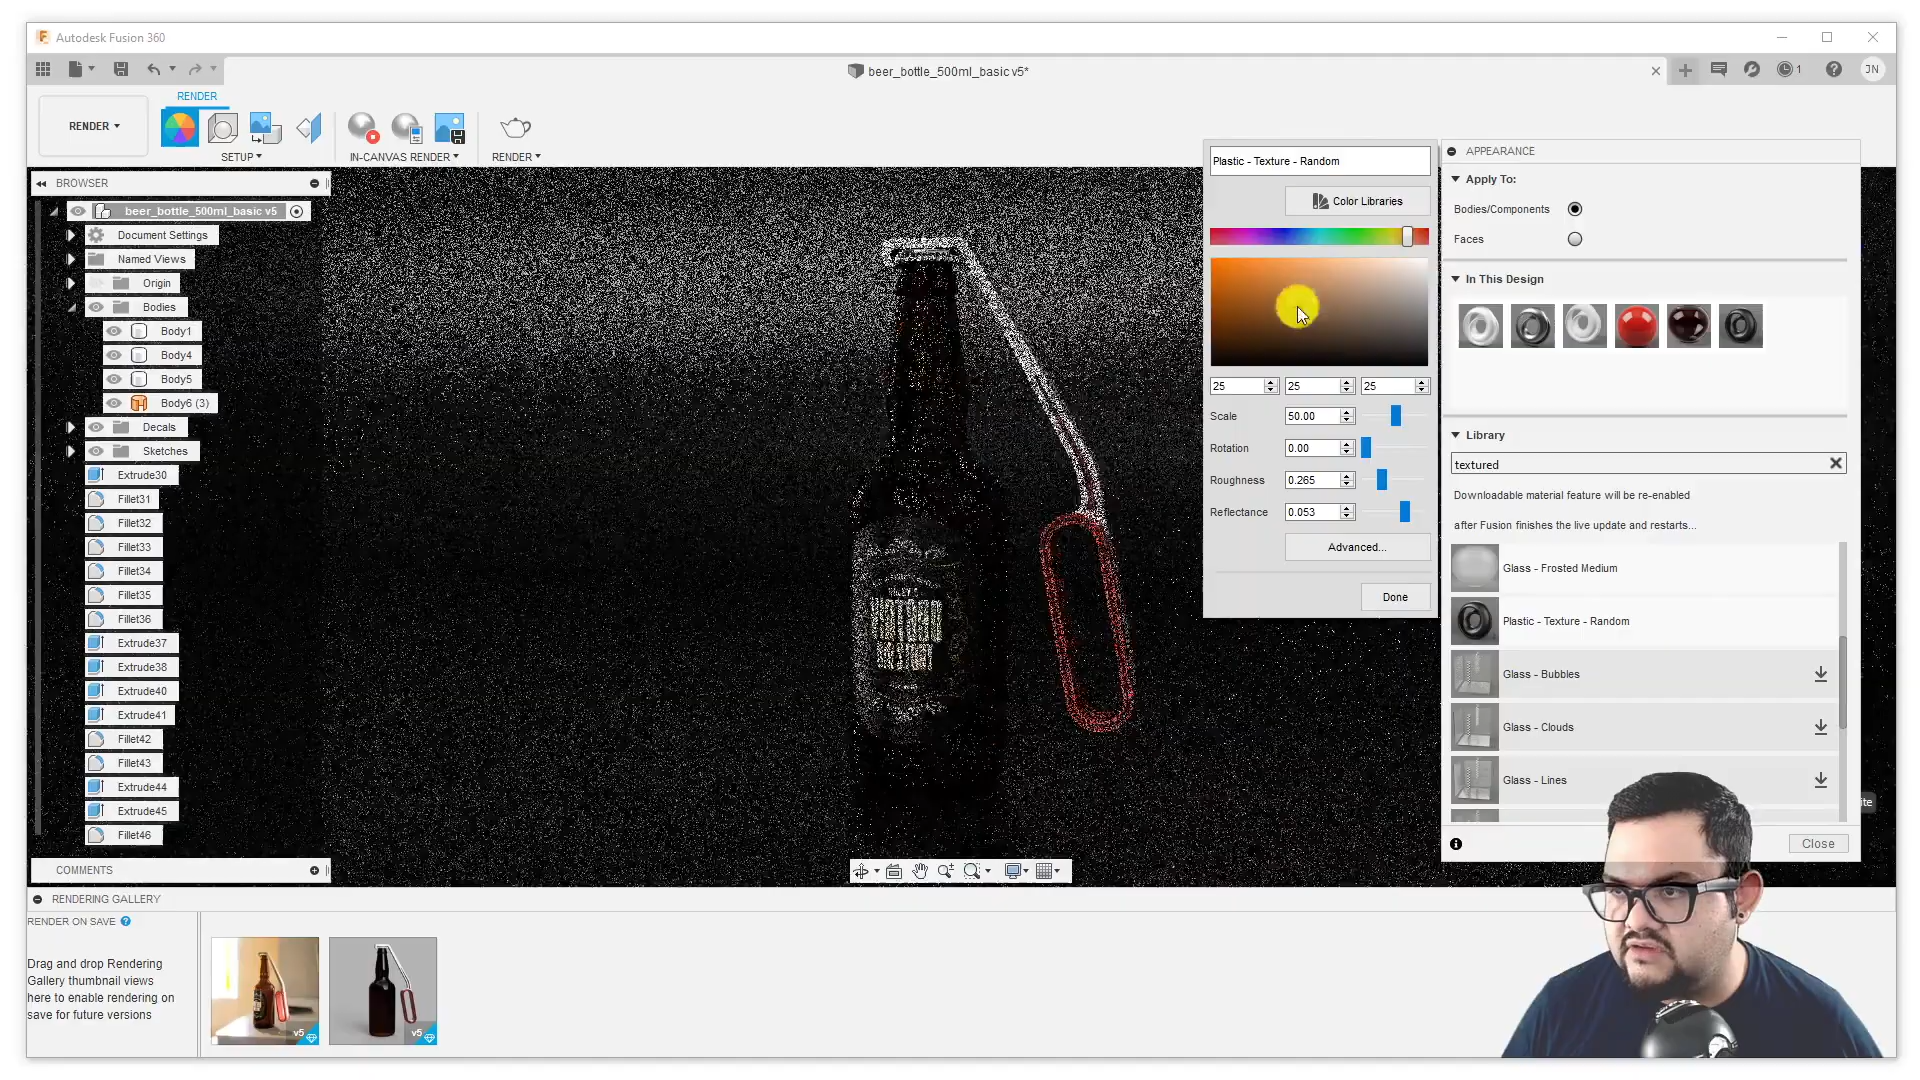 Autodesk Fusion 360
beer_bottle_500ml_basic v5*
1
JN
RENDER
RENDER
SETUP
IN-CANVAS RENDER
RENDER
BROWSER
beer_bottle_500ml_basic v5
Document Settings
Named Views
Origin
Bodies
Body1
Body4
Body5
Body6 (3)
Decals
Sketches
Extrude30
Fillet31
Fillet32
Fillet33
Fillet34
Fillet35
Fillet36
Extrude37
Extrude38
Extrude40
Extrude41
Fillet42
Fillet43
Extrude44
Extrude45
Fillet46
COMMENTS
Plastic - Texture - Random
Color Libraries
25 25 25
Scale 50.00
Rotation 0.00
Roughness 0.265
Reflectance 0.053
Advanced...
Done
APPEARANCE
Apply To:
Bodies/Components
Faces
In This Design
Library
textured
Downloadable material feature will be re-enabled
after Fusion finishes the live update and restarts...
Glass - Frosted Medium
Plastic - Texture - Random
Glass - Bubbles
Glass - Clouds
Glass - Lines
ite
Close
RENDERING GALLERY
RENDER ON SAVE
Drag and drop Rendering
Gallery thumbnail views
here to enable rendering on
save for future versions
v5
v5